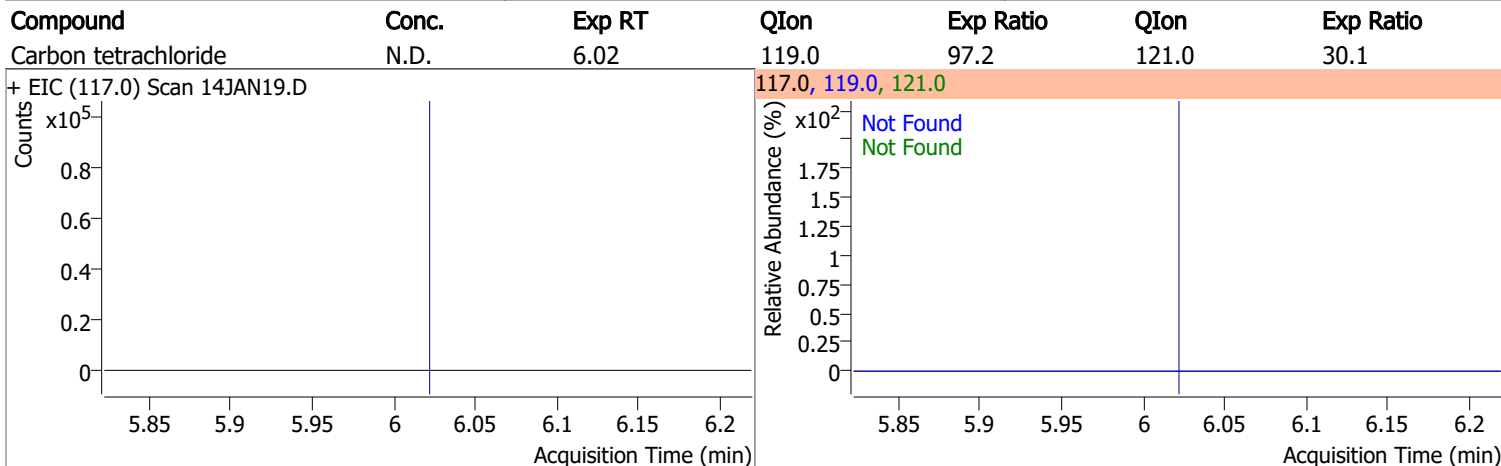 Compound Conc. Exp RT QIon Exp Ratio QIon Exp Ratio
Carbon tetrachloride N.D. 6.02 119.0 97.2 121.0 30.1
+ EIC (117.0) Scan 14JAN19.D
Counts
x10^5
0.8
0.6
0.4
0.2
0
5.85 5.9 5.95 6 6.05 6.1 6.15 6.2
Acquisition Time (min)
117.0, 119.0, 121.0
Relative Abundance (%)
x10^2
Not Found
Not Found
1.75
1.5
1.25
1
0.75
0.5
0.25
0
5.85 5.9 5.95 6 6.05 6.1 6.15 6.2
Acquisition Time (min)